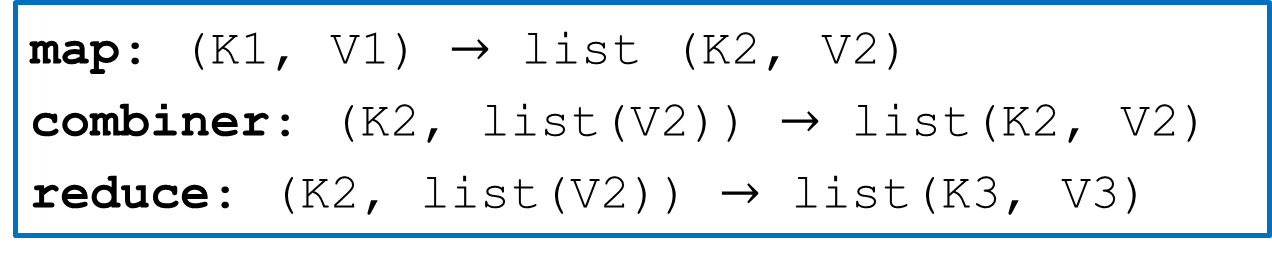 map: (K1, V1) → list (K2, V2)
combiner: (K2, list(V2)) → list(K2, V2)
reduce: (K2, list(V2)) → list(K3, V3)